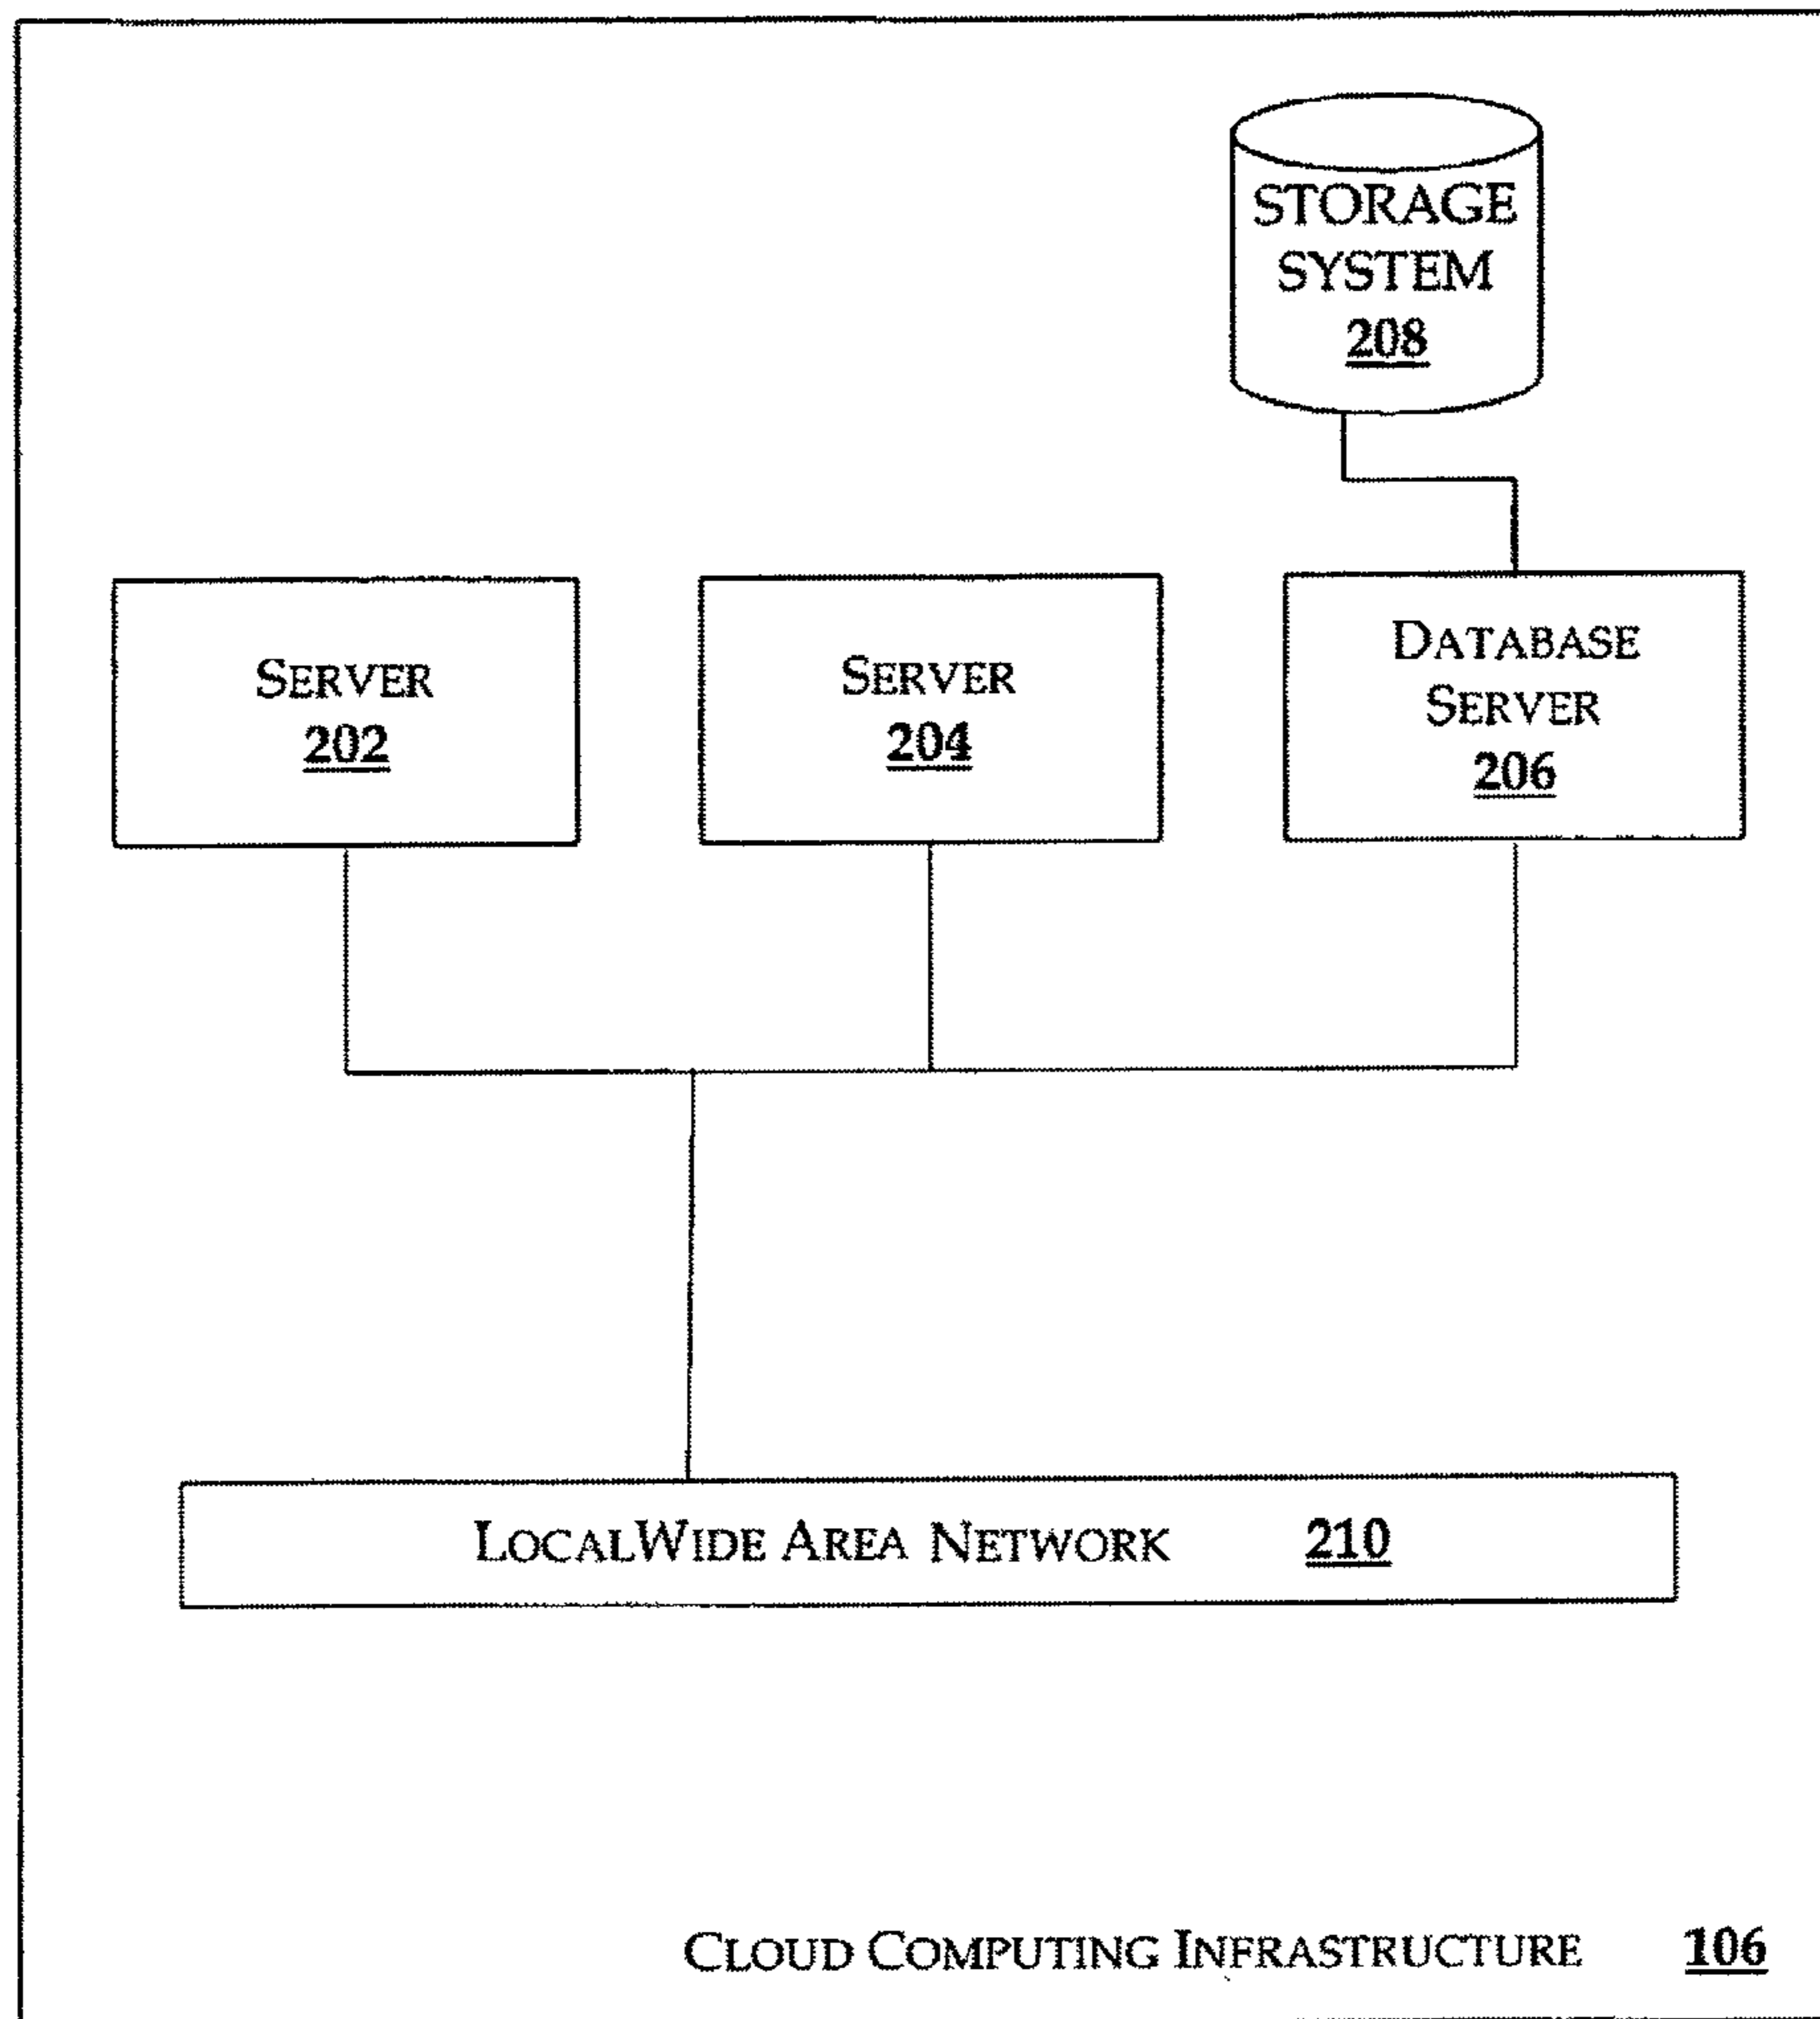 STORAGE
SYSTEM
208
SERVER
202
SERVER
204
DATABASE
SERVER
206
LOCALWIDE AREA NETWORK 210
CLOUD COMPUTING INFRASTRUCTURE 106